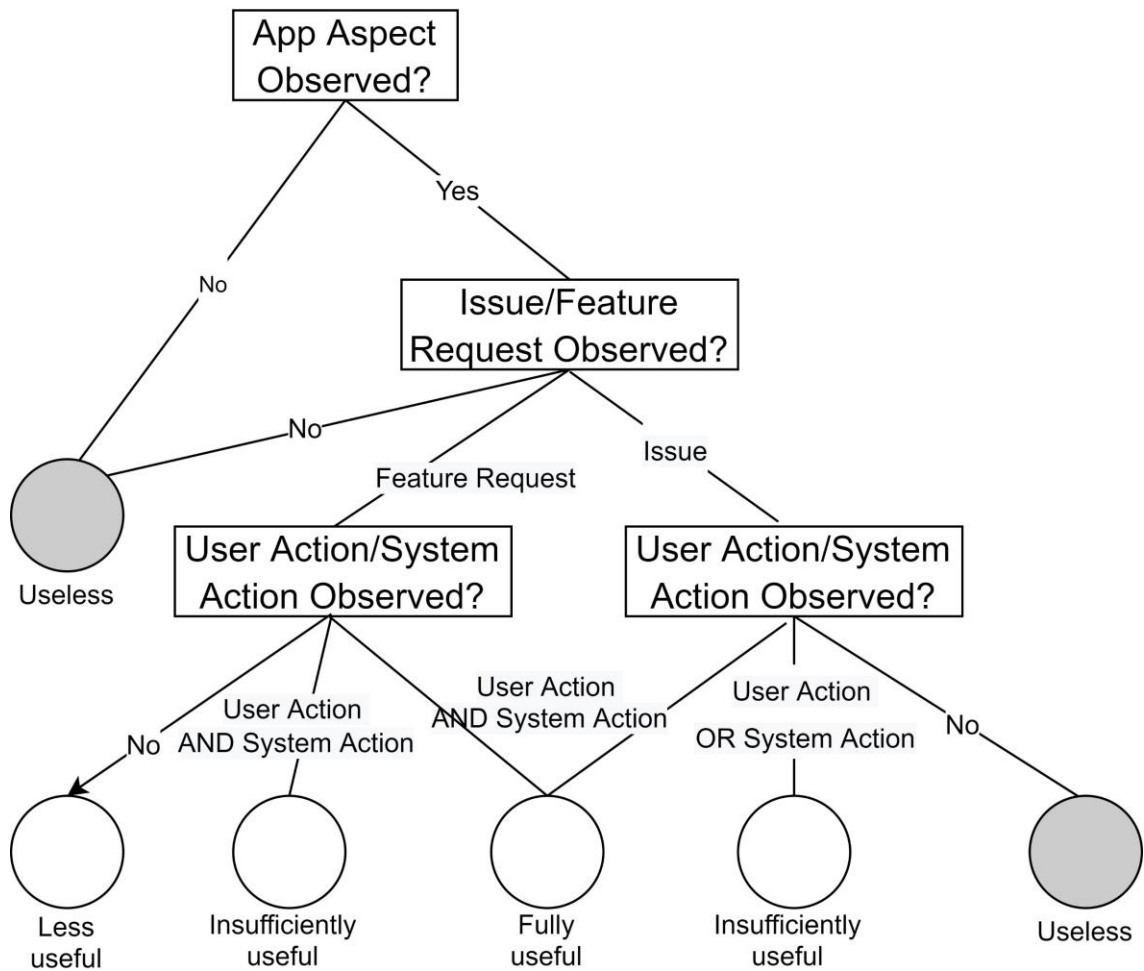 App Aspect
Observed?
Yes
No
Issue/Feature
Request Observed?
No
Issue
Feature Request
Useless
User Action/System
Action Observed?
User Action/System
Action Observed?
No
User Action
AND System Action
User Action
AND System Action
User Action
OR System Action
No
Less
useful
Insufficiently
useful
Fully
useful
Insufficiently
useful
Useless